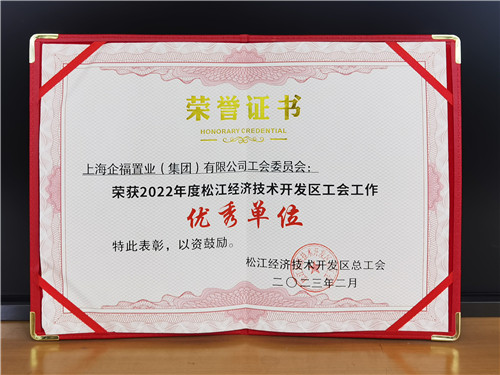 荣誉证书
HONORARY CREDENTIAL
上海企福置业（集团）有限公司工会委员会：
荣获2022年度松江经济技术开发区工会工作
优秀单位
特此表彰，以资鼓励。
松江经济技术开发区总工会
二〇二三年二月